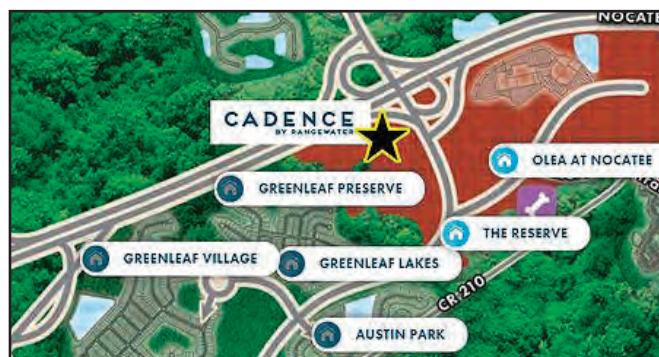 NOCATE
CADENCE
BY RANGEWATER
OLEA AT NOCATEE
GREENLEAF PRESERVE
THE RESERVE
GREENLEAF VILLAGE
GREENLEAF LAKES
CR 210
AUSTIN PARK